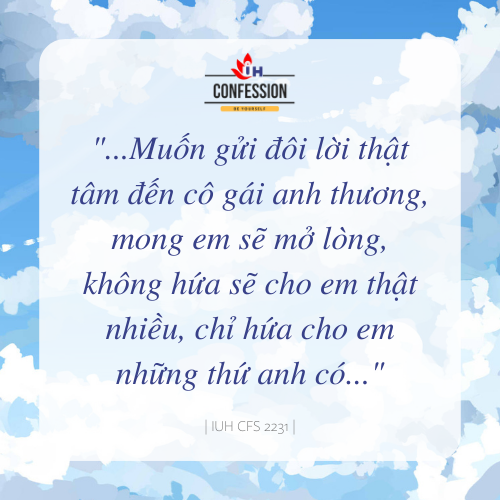 IUH
CONFESSION
BE YOURSELF
"...Muốn gửi đôi lời thật
tâm đến cô gái anh thương,
mong em sẽ mở lòng,
không hứa sẽ cho em thật
nhiều, chỉ hứa cho em
những thứ anh có..."
| IUH CFS 2231 |